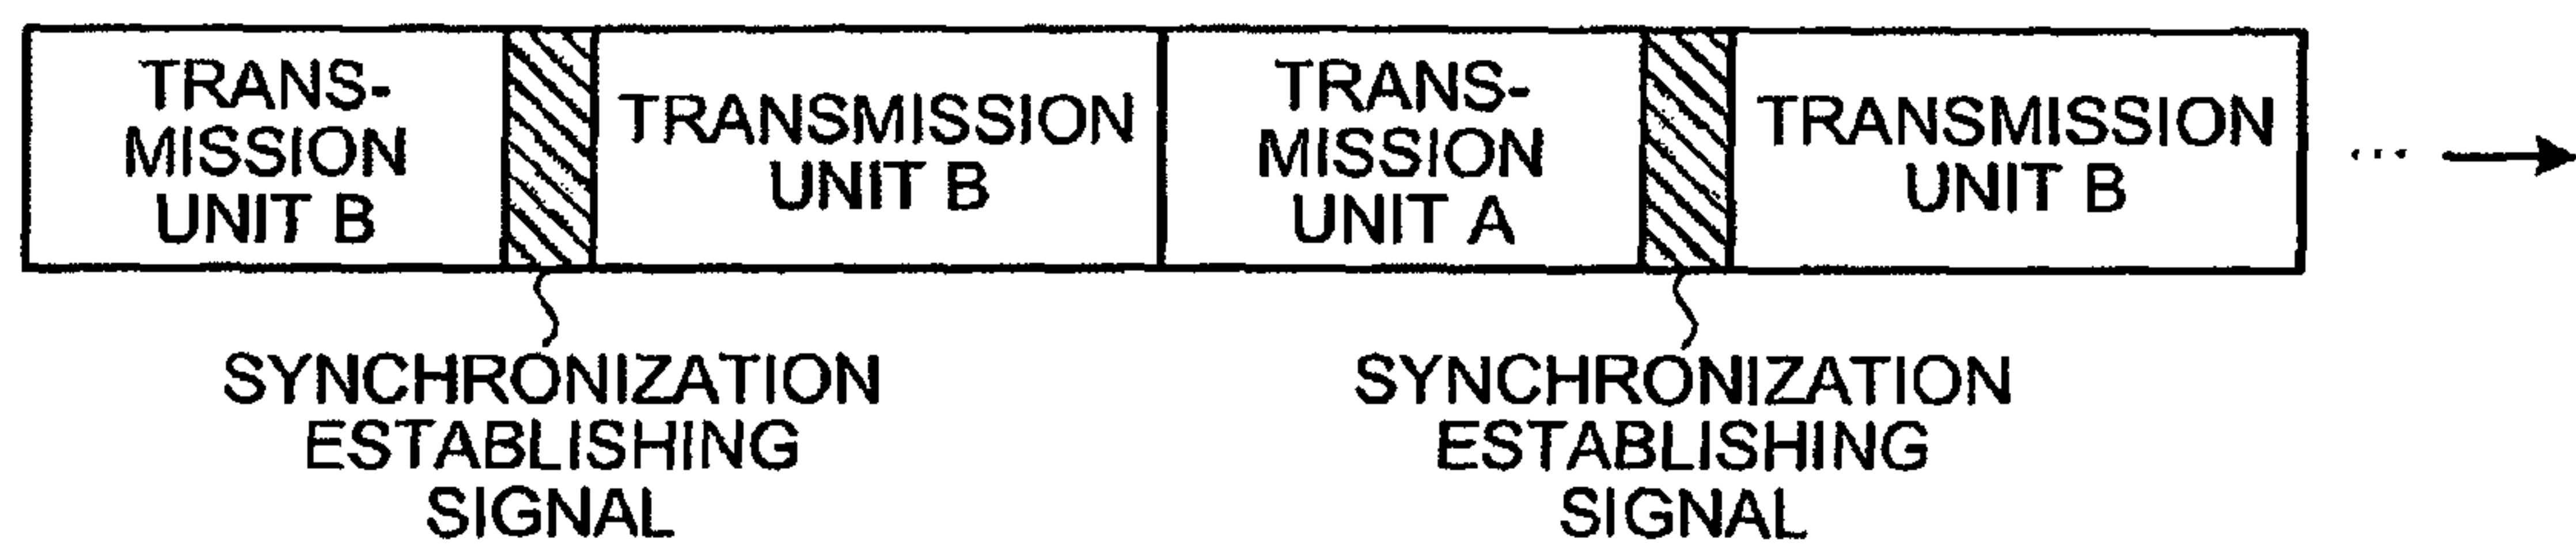 TRANS-
MISSION
UNIT B
TRANSMISSION
UNIT B
TRANS-
MISSION
UNIT A
TRANSMISSION
UNIT B
...
SYNCHRONIZATION
ESTABLISHING
SIGNAL
SYNCHRONIZATION
ESTABLISHING
SIGNAL